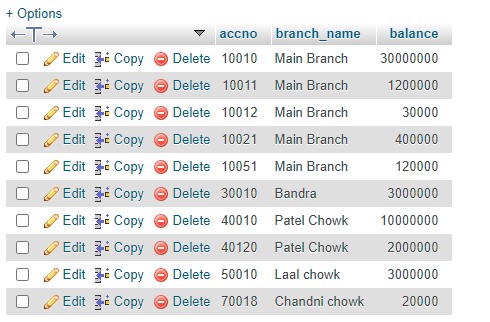 + Options
accno branch_name balance
Edit Copy Delete 10010 Main Branch 30000000
Edit Copy Delete 10011 Main Branch 1200000
Edit Copy Delete 10012 Main Branch 30000
Edit Copy Delete 10021 Main Branch 400000
Edit Copy Delete 10051 Main Branch 120000
Edit Copy Delete 30010 Bandra 3000000
Edit Copy Delete 40010 Patel Chowk 10000000
Edit Copy Delete 40120 Patel Chowk 2000000
Edit Copy Delete 50010 Laal chowk 3000000
Edit Copy Delete 70018 Chandni chowk 20000